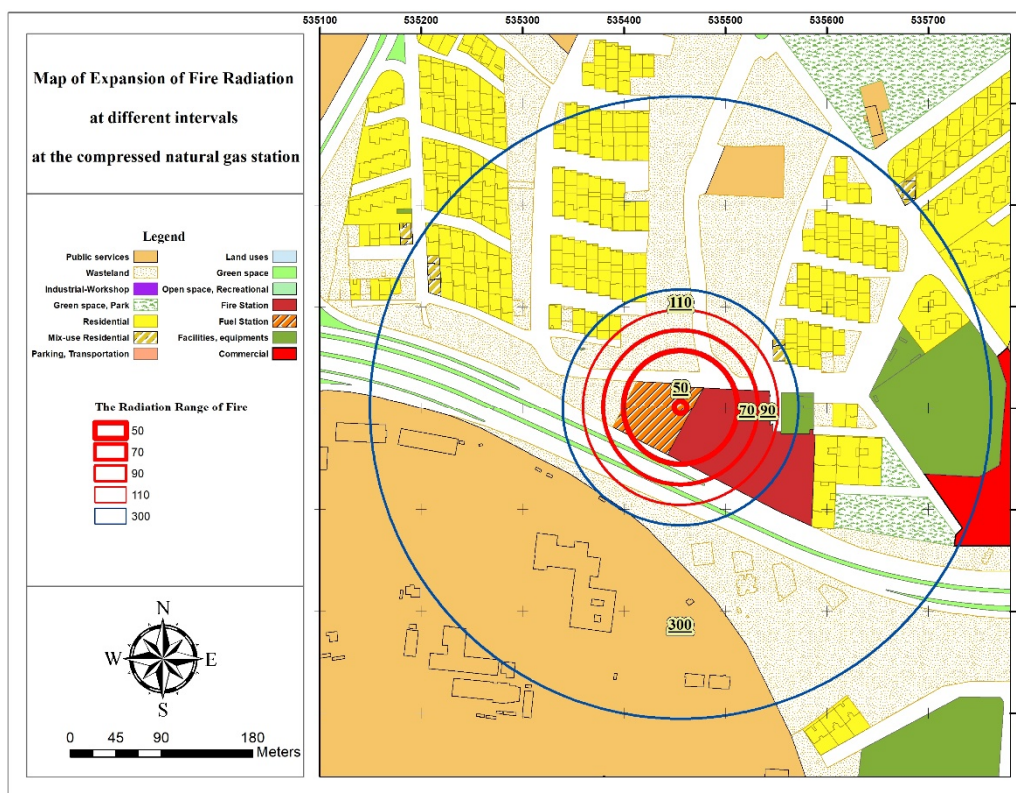 535100 535200 535300 535400 535500 535600 535700
Map of Expansion of Fire Radiation
at different intervals
at the compressed natural gas station
Legend
Public services Land uses
Wasteland Green space
Industrial-Workshop Open space, Recreational
Green space, Park Fire Station
Residential Fuel Station
Mix-use Residential Facilities, equipments
Parking, Transportation Commercial
The Radiation Range of Fire
50
70
90
110
300
N
W E
S
0 45 90 180
Meters
110
50
70 90
300